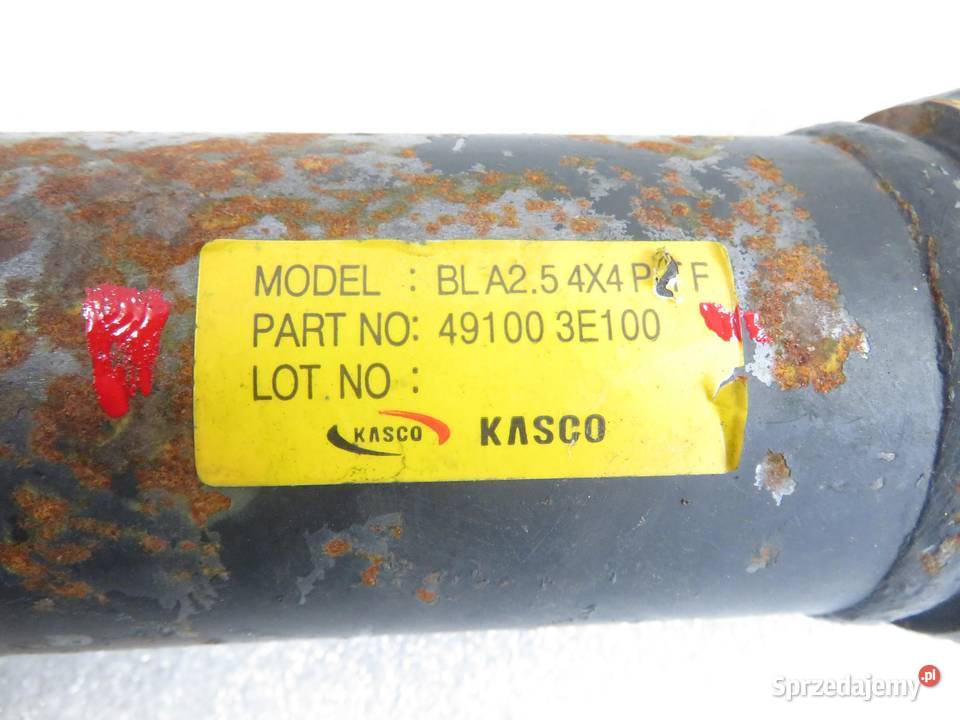 MODEL : BL A2.5 4X4 F
PART NO: 49100 3E100
LOT NO :
KASCO KASCO
Sprzedajemy .pl